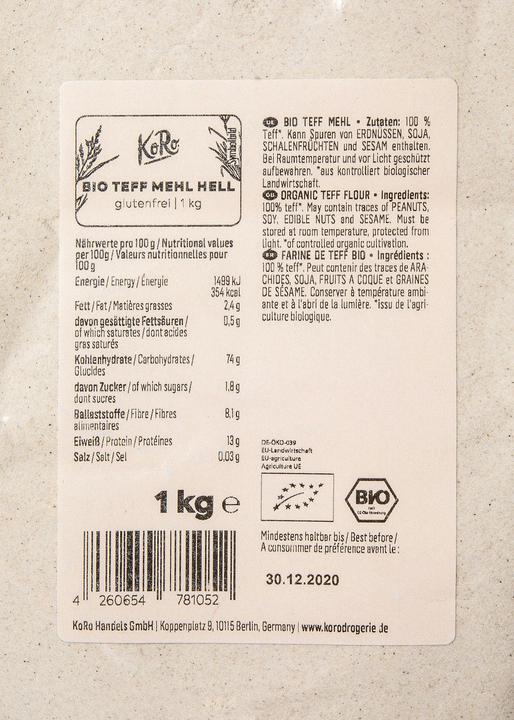 KoRo
Symbolbild
BIO TEFF MEHL HELL
glutenfrei | 1 kg
Nährwerte pro 100 g / Nutritional values
per 100g / Valeurs nutritionnelles pour
100 g
Energie / Energy / Énergie 1499 kJ
354 kcal
Fett / Fat / Matières grasses 2,4 g
davon gesättigte Fettsäuren / 0,5 g
of which saturates / dont acides
gras saturés
Kohlenhydrate / Carbohydrates / 74 g
Glucides
davon Zucker / of which sugars / 1,8 g
dont sucres
Ballaststoffe / Fibre / Fibres 8,1 g
alimentaires
Eiweiß / Protein / Protéines 13 g
Salz / Salt / Sel 0,03 g
1 kg e
4 260654 781052
DE BIO TEFF MEHL • Zutaten: 100 %
Teff*. Kann Spuren von ERDNÜSSEN, SOJA,
SCHALENFRÜCHTEN und SESAM enthalten.
Bei Raumtemperatur und vor Licht geschützt
aufbewahren. *aus kontrolliert biologischer
Landwirtschaft.
ORGANIC TEFF FLOUR • Ingredients:
100% teff*. May contain traces of PEANUTS,
SOY, EDIBLE NUTS and SESAME. Must be
stored at room temperature, protected from
light. *of controlled organic cultivation.
FR FARINE DE TEFF BIO • Ingrédients :
100 % teff*. Peut contenir des traces de ARA-
CHIDES, SOJA, FRUITS A COQUE et GRAINES
DE SÉSAME. Conserver à température ambi-
ante et à l'abri de la lumière. *issu de l'agri-
culture biologique.
DE-ÖKO-039
EU-Landwirtschaft
EU-agriculture
Agriculture UE
BIO
Mindestens haltbar bis / Best before /
A consommer de préférence avant le :
30.12.2020
KoRo Handels GmbH | Koppenplatz 9, 10115 Berlin, Germany | www.korodrogerie.de